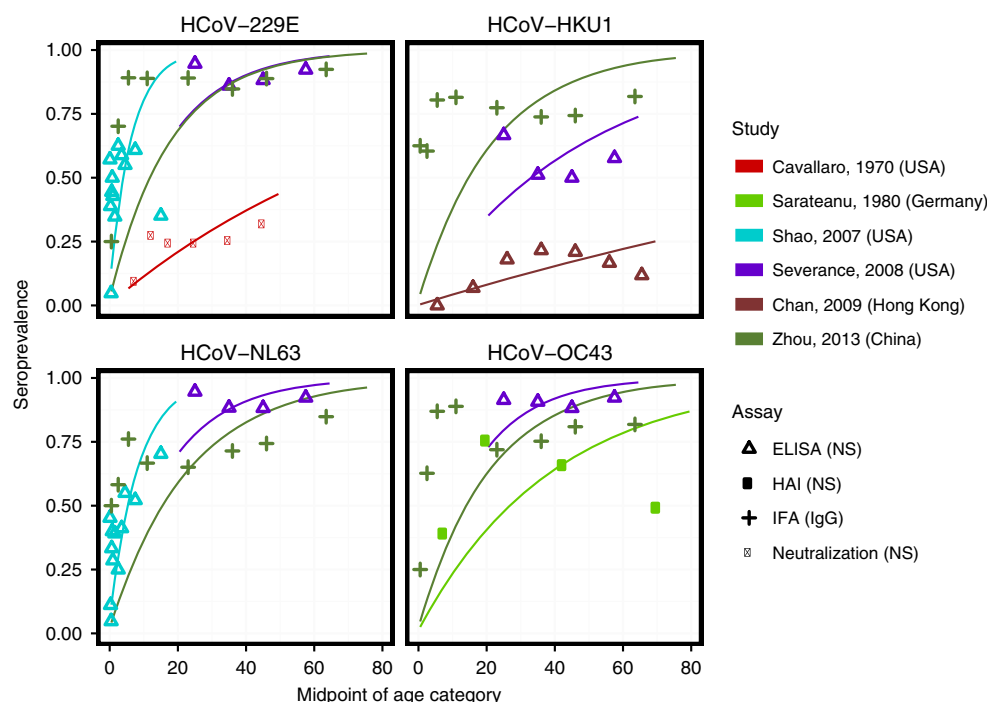 HCoV−229E
HCoV−HKU1
1.00
0.75
0.50
0.25
0.00
Seroprevalence
HCoV−NL63
HCoV−OC43
1.00
0.75
0.50
0.25
0.00
0 20 40 60 80
0 20 40 60 80
Midpoint of age category
Study
Cavallaro, 1970 (USA)
Sarateanu, 1980 (Germany)
Shao, 2007 (USA)
Severance, 2008 (USA)
Chan, 2009 (Hong Kong)
Zhou, 2013 (China)
Assay
ELISA (NS)
HAI (NS)
IFA (IgG)
Neutralization (NS)